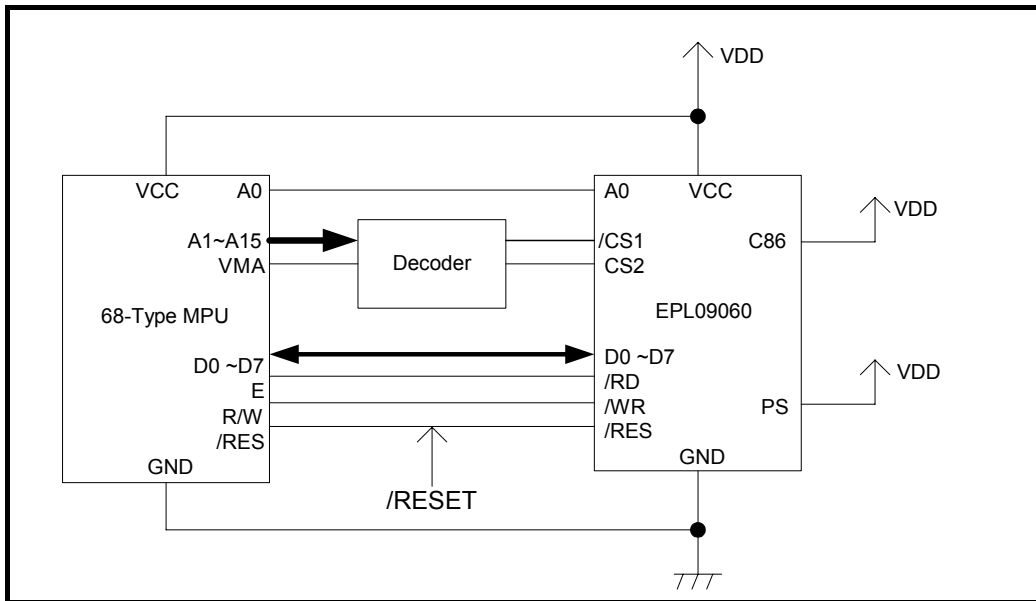 VDD
VCC
A0
A1~A15
VMA
68-Type MPU
D0 ~D7
E
R/W
/RES
GND
Decoder
/RESET
A0
VCC
/CS1
CS2
C86
VDD
EPL09060
D0 ~D7
/RD
/WR
/RES
PS
VDD
GND